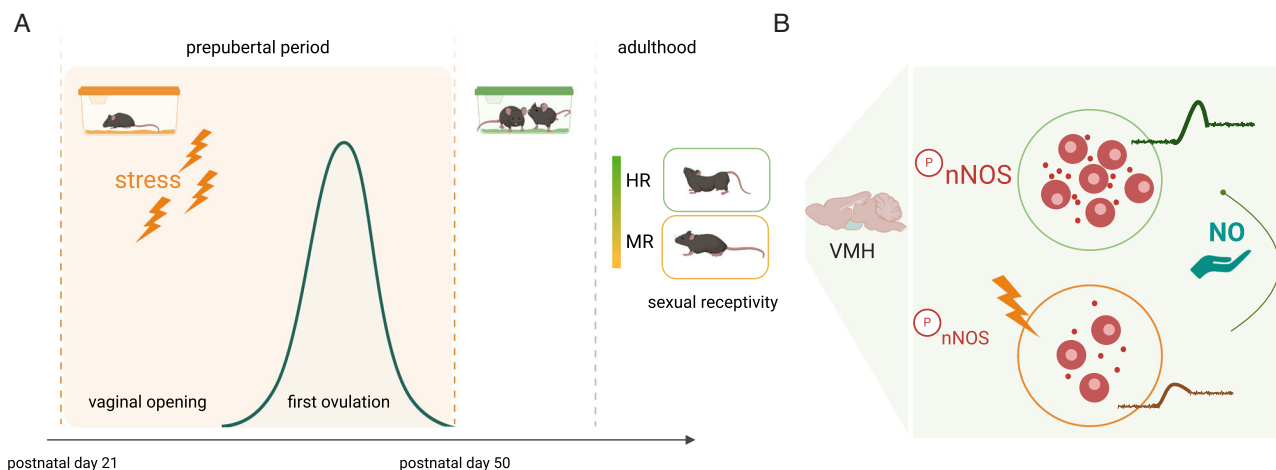 A
prepubertal period
adulthood
stress
HR
MR
sexual receptivity
vaginal opening
first ovulation
postnatal day 21
postnatal day 50
B
VMH
P nNOS
NO
P nNOS